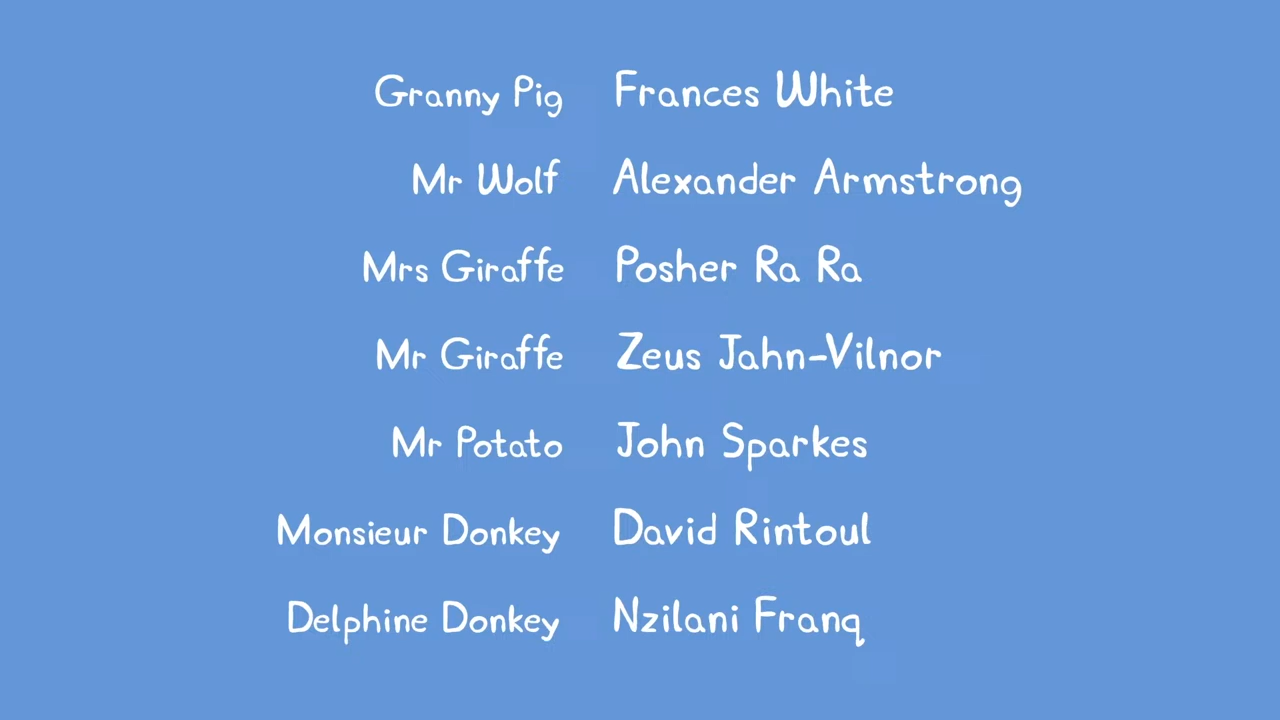 Granny Pig Frances White
Mr Wolf Alexander Armstrong
Mrs Giraffe Posher Ra Ra
Mr Giraffe Zeus Jahn-Vilnor
Mr Potato John Sparkes
Monsieur Donkey David Rintoul
Delphine Donkey Nzilani Franq